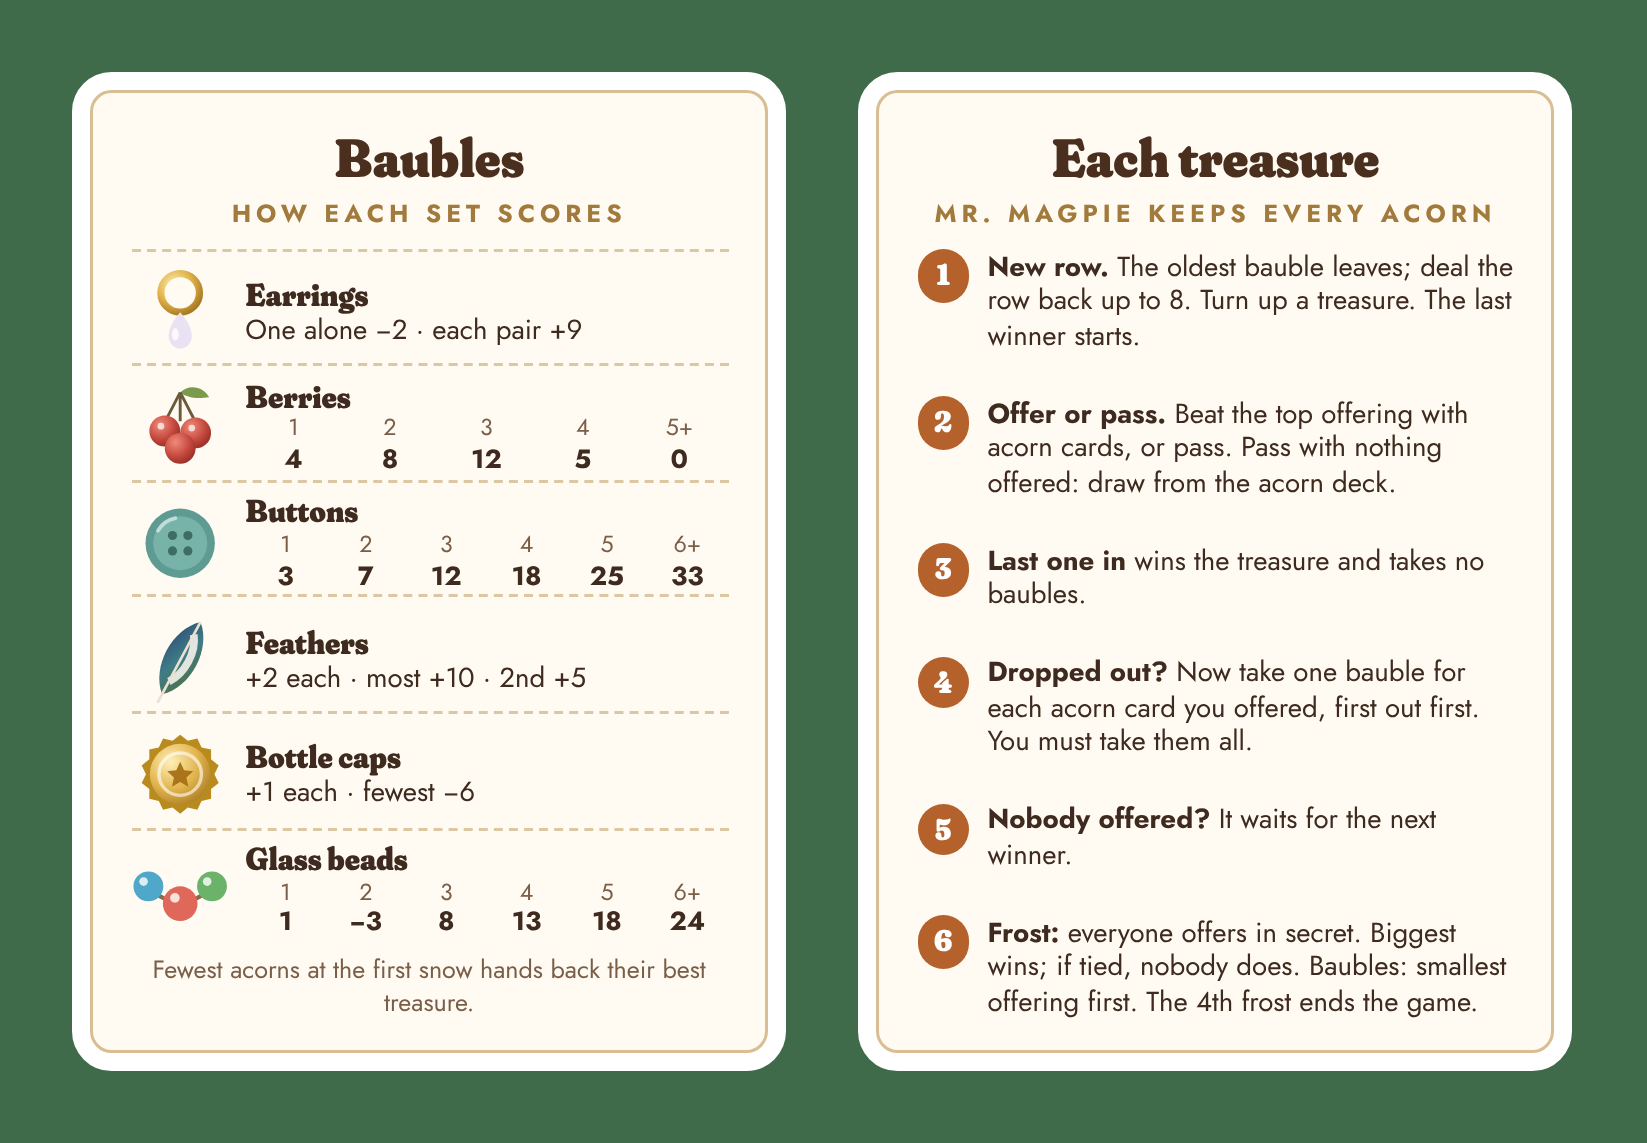 Baubles
HOW EACH SET SCORES
Earrings
One alone −2 · each pair +9
Berries
1 2 3 4 5+
4 8 12 5 0
Buttons
1 2 3 4 5 6+
3 7 12 18 25 33
Feathers
+2 each · most +10 · 2nd +5
Bottle caps
+1 each · fewest −6
Glass beads
1 2 3 4 5 6+
1 −3 8 13 18 24
Fewest acorns at the first snow hands back their best
treasure.
Each treasure
MR. MAGPIE KEEPS EVERY ACORN
1 New row. The oldest bauble leaves; deal the
row back up to 8. Turn up a treasure. The last
winner starts.
2 Offer or pass. Beat the top offering with
acorn cards, or pass. Pass with nothing
offered: draw from the acorn deck.
3 Last one in wins the treasure and takes no
baubles.
4 Dropped out? Now take one bauble for
each acorn card you offered, first out first.
You must take them all.
5 Nobody offered? It waits for the next
winner.
6 Frost: everyone offers in secret. Biggest
wins; if tied, nobody does. Baubles: smallest
offering first. The 4th frost ends the game.